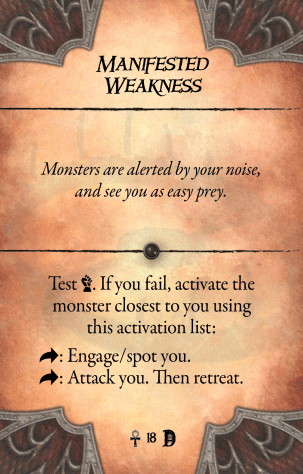 MANIFESTED
WEAKNESS
Monsters are alerted by your noise,
and see you as easy prey.
Test . If you fail, activate the
monster closest to you using
this activation list:
: Engage/spot you.
: Attack you. Then retreat.
☥ 18 D